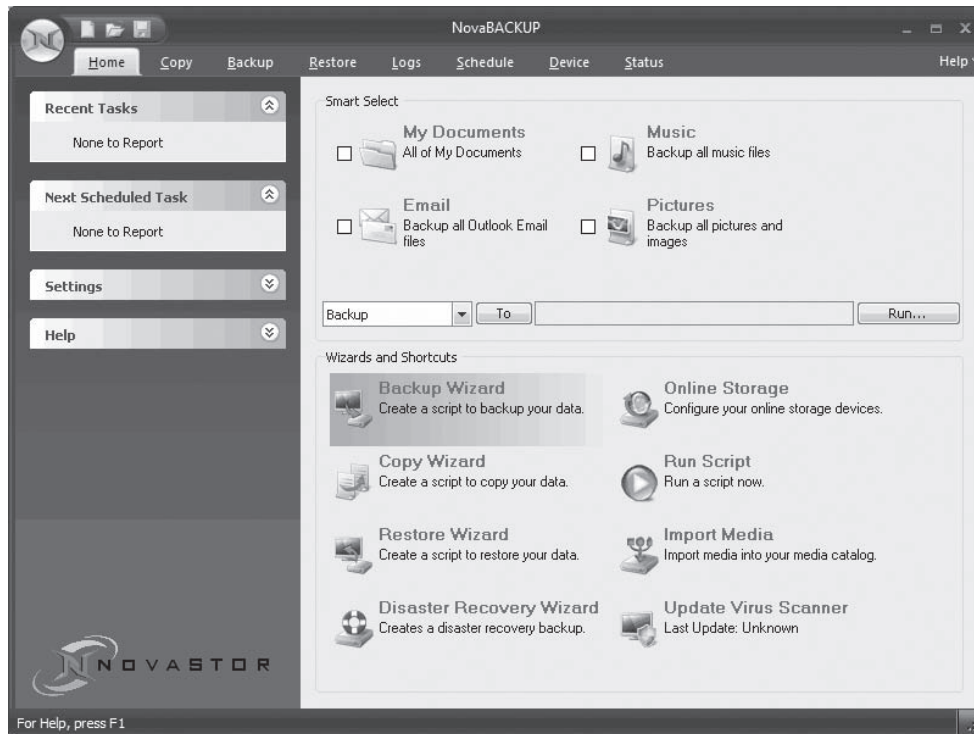 NovaBACKUP
Home Copy Backup Restore Logs Schedule Device Status Help
Recent Tasks
None to Report
Next Scheduled Task
None to Report
Settings
Help
NOVASTOR
Smart Select
My Documents
All of My Documents
Music
Backup all music files
Email
Backup all Outlook Email
files
Pictures
Backup all pictures and
images
Backup To Run...
Wizards and Shortcuts
Backup Wizard
Create a script to backup your data.
Online Storage
Configure your online storage devices.
Copy Wizard
Create a script to copy your data.
Run Script
Run a script now.
Restore Wizard
Create a script to restore your data.
Import Media
Import media into your media catalog.
Disaster Recovery Wizard
Creates a disaster recovery backup.
Update Virus Scanner
Last Update: Unknown
For Help, press F1